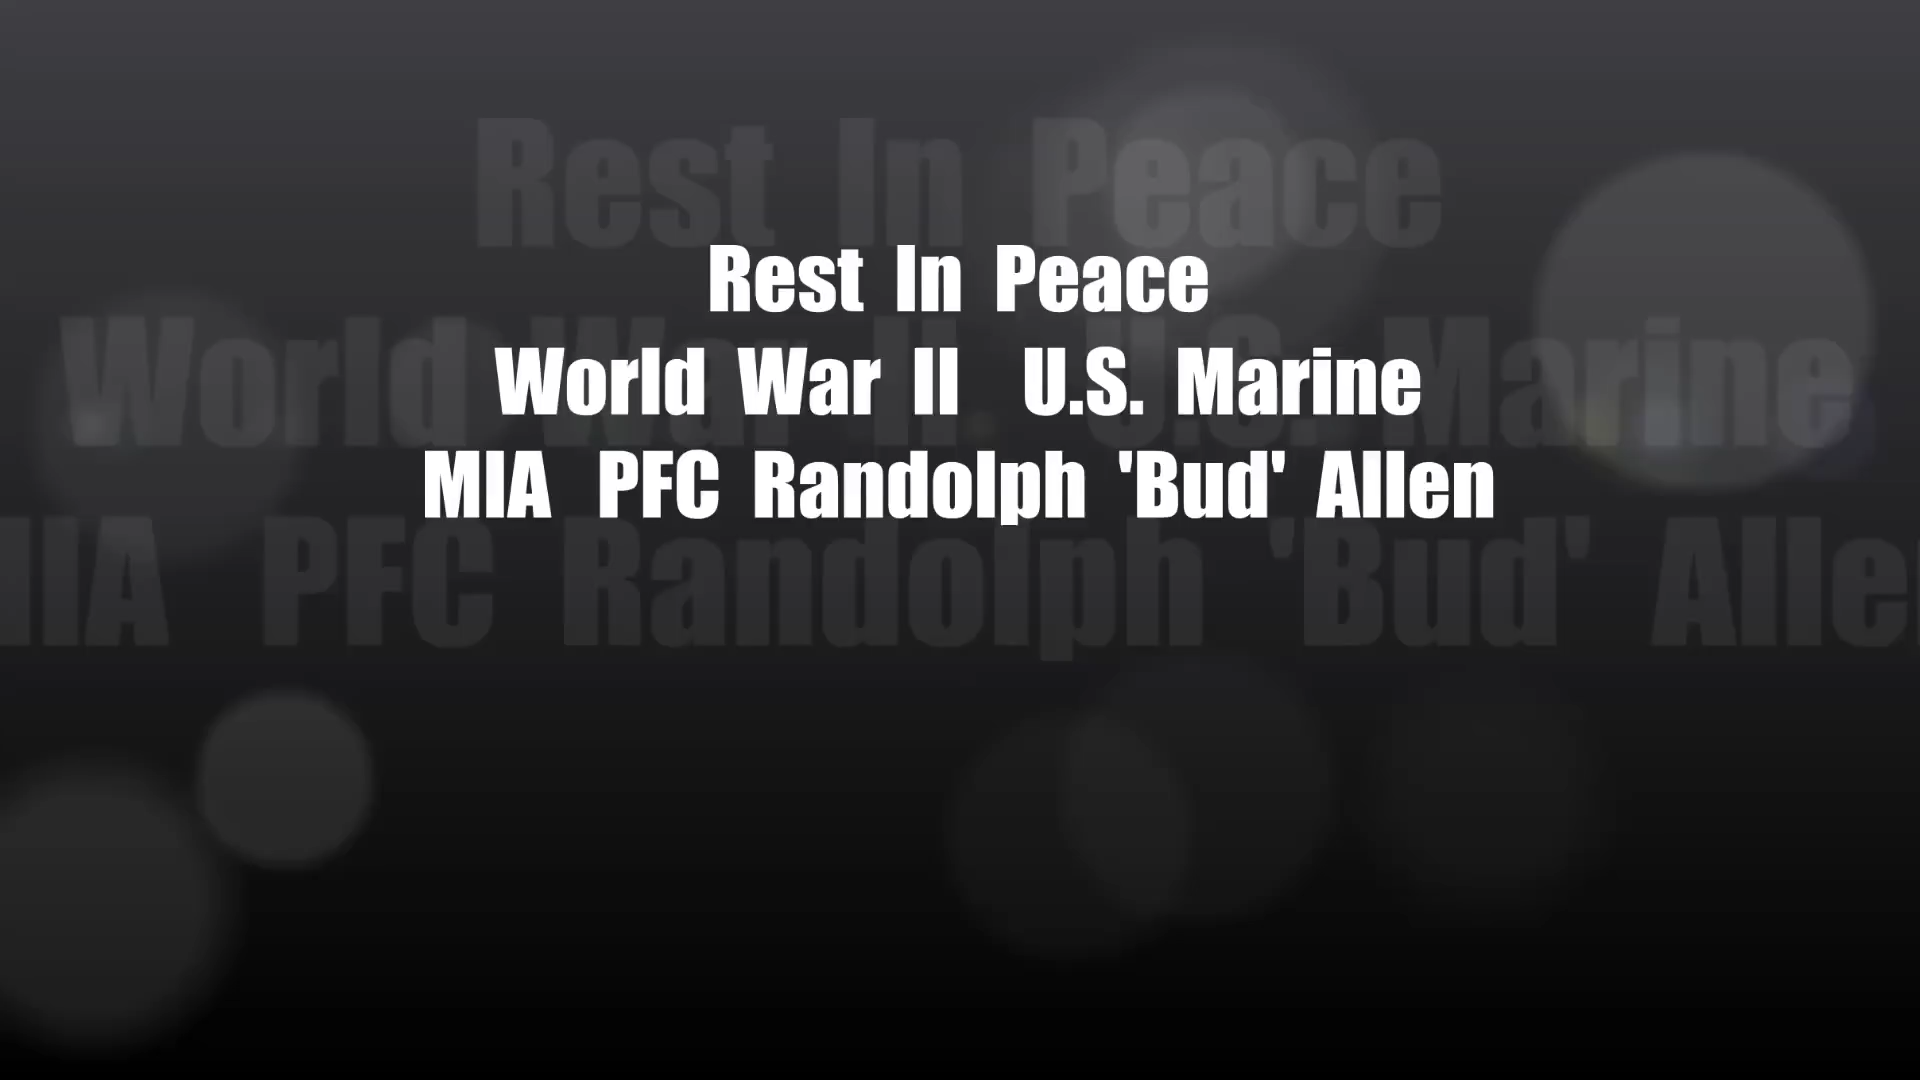 Rest In Peace
World War II U.S. Marine
MIA PFC Randolph 'Bud' Allen